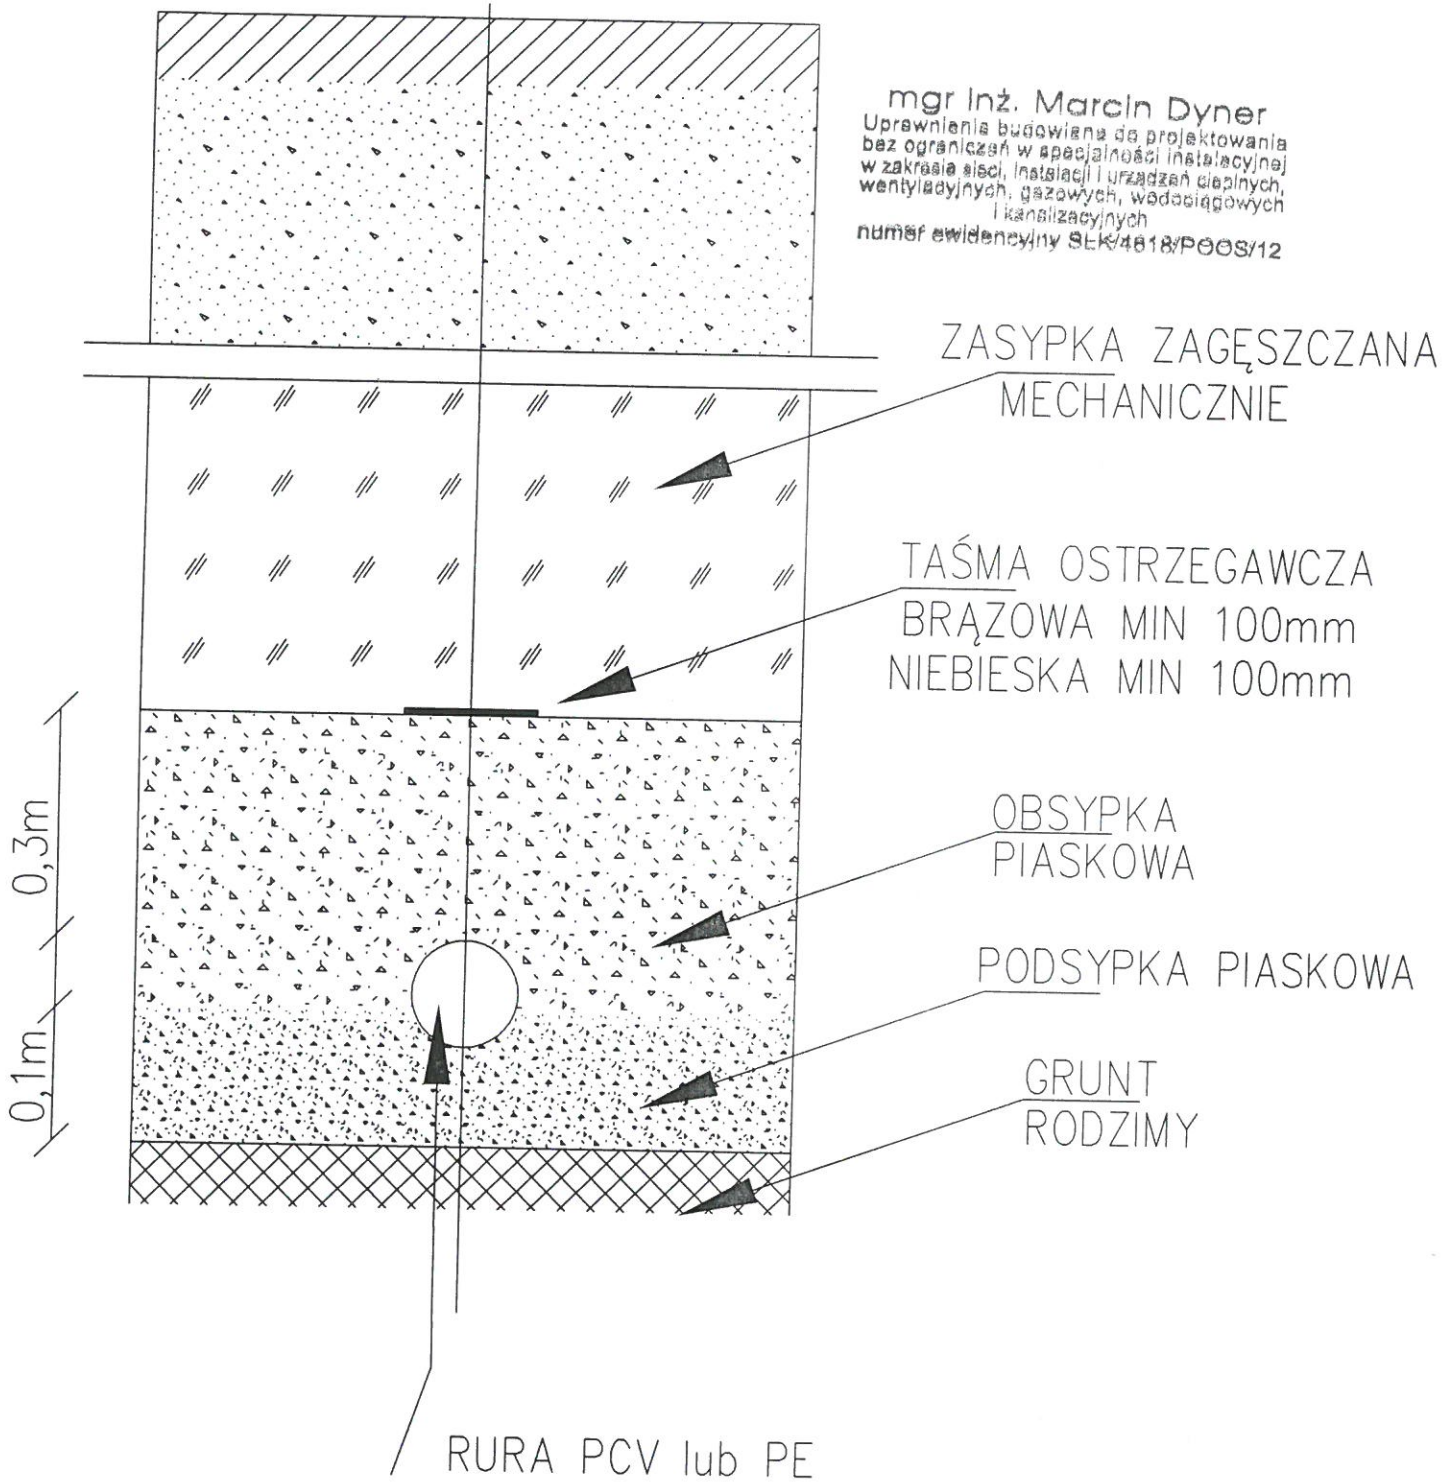 mgr Inż. Marcin Dyner
Uprawnienia budowlane do projektowania
bez ograniczeń w specjalności instalacyjnej
w zakresie sieci, instalacji i urządzeń cieplnych,
wentylacyjnych, gazowych, wodociągowych
i kanalizacyjnych
numer ewidencyjny SLK/4618/POOS/12
ZASYPKA ZAGĘSZCZANA
MECHANICZNIE
TAŚMA OSTRZEGAWCZA
BRĄZOWA MIN 100mm
NIEBIESKA MIN 100mm
0,3m
OBSYPKA
PIASKOWA
PODSYPKA PIASKOWA
0,1m
GRUNT
RODZIMY
RURA PCV lub PE